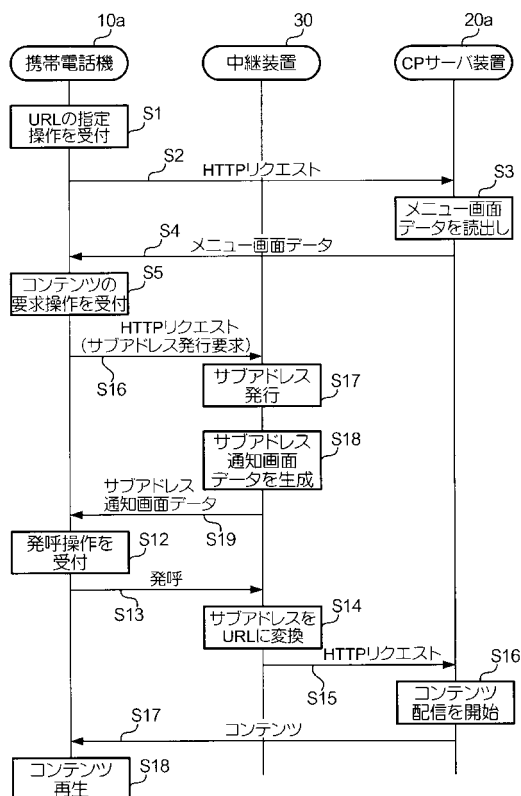 10a
30
20a
携帯電話機
中継装置
CPサーバ装置
URLの指定
操作を受付
S1
S2
HTTPリクエスト
S3
メニュー画面
データを読出し
S4
メニュー画面データ
S5
コンテンツの
要求操作を受付
HTTPリクエスト
(サブアドレス発行要求)
S16
サブアドレス
発行
S17
サブアドレス
通知画面
データを生成
S18
サブアドレス
通知画面データ
S19
発呼操作を
受付
S12
発呼
S13
サブアドレスを
URLに変換
S14
HTTPリクエスト
S15
S16
コンテンツ
配信を開始
S17
コンテンツ
コンテンツ
再生
S18